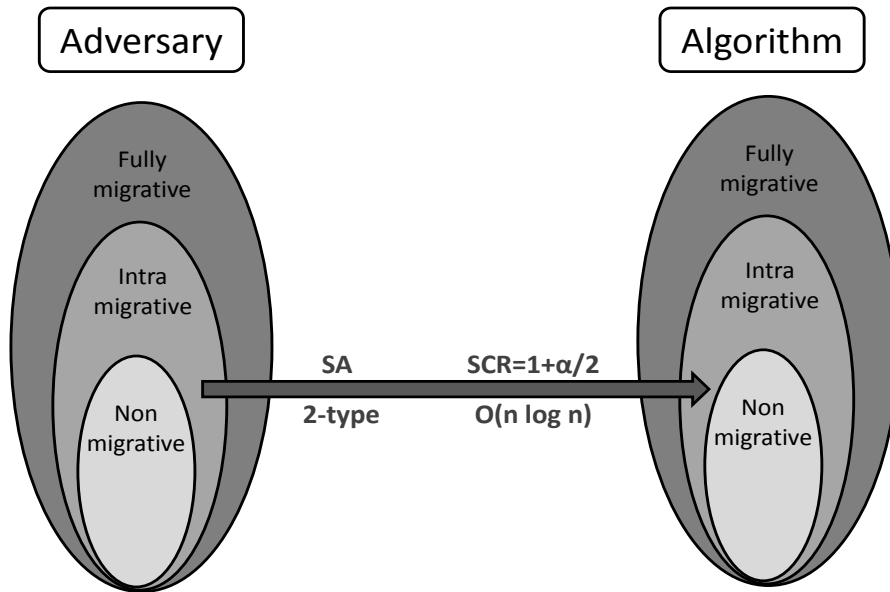 Adversary
Algorithm
Fully
migrative
Intra
migrative
Non
migrative
SA
2-type
SCR=1+α/2
O(n log n)
Fully
migrative
Intra
migrative
Non
migrative